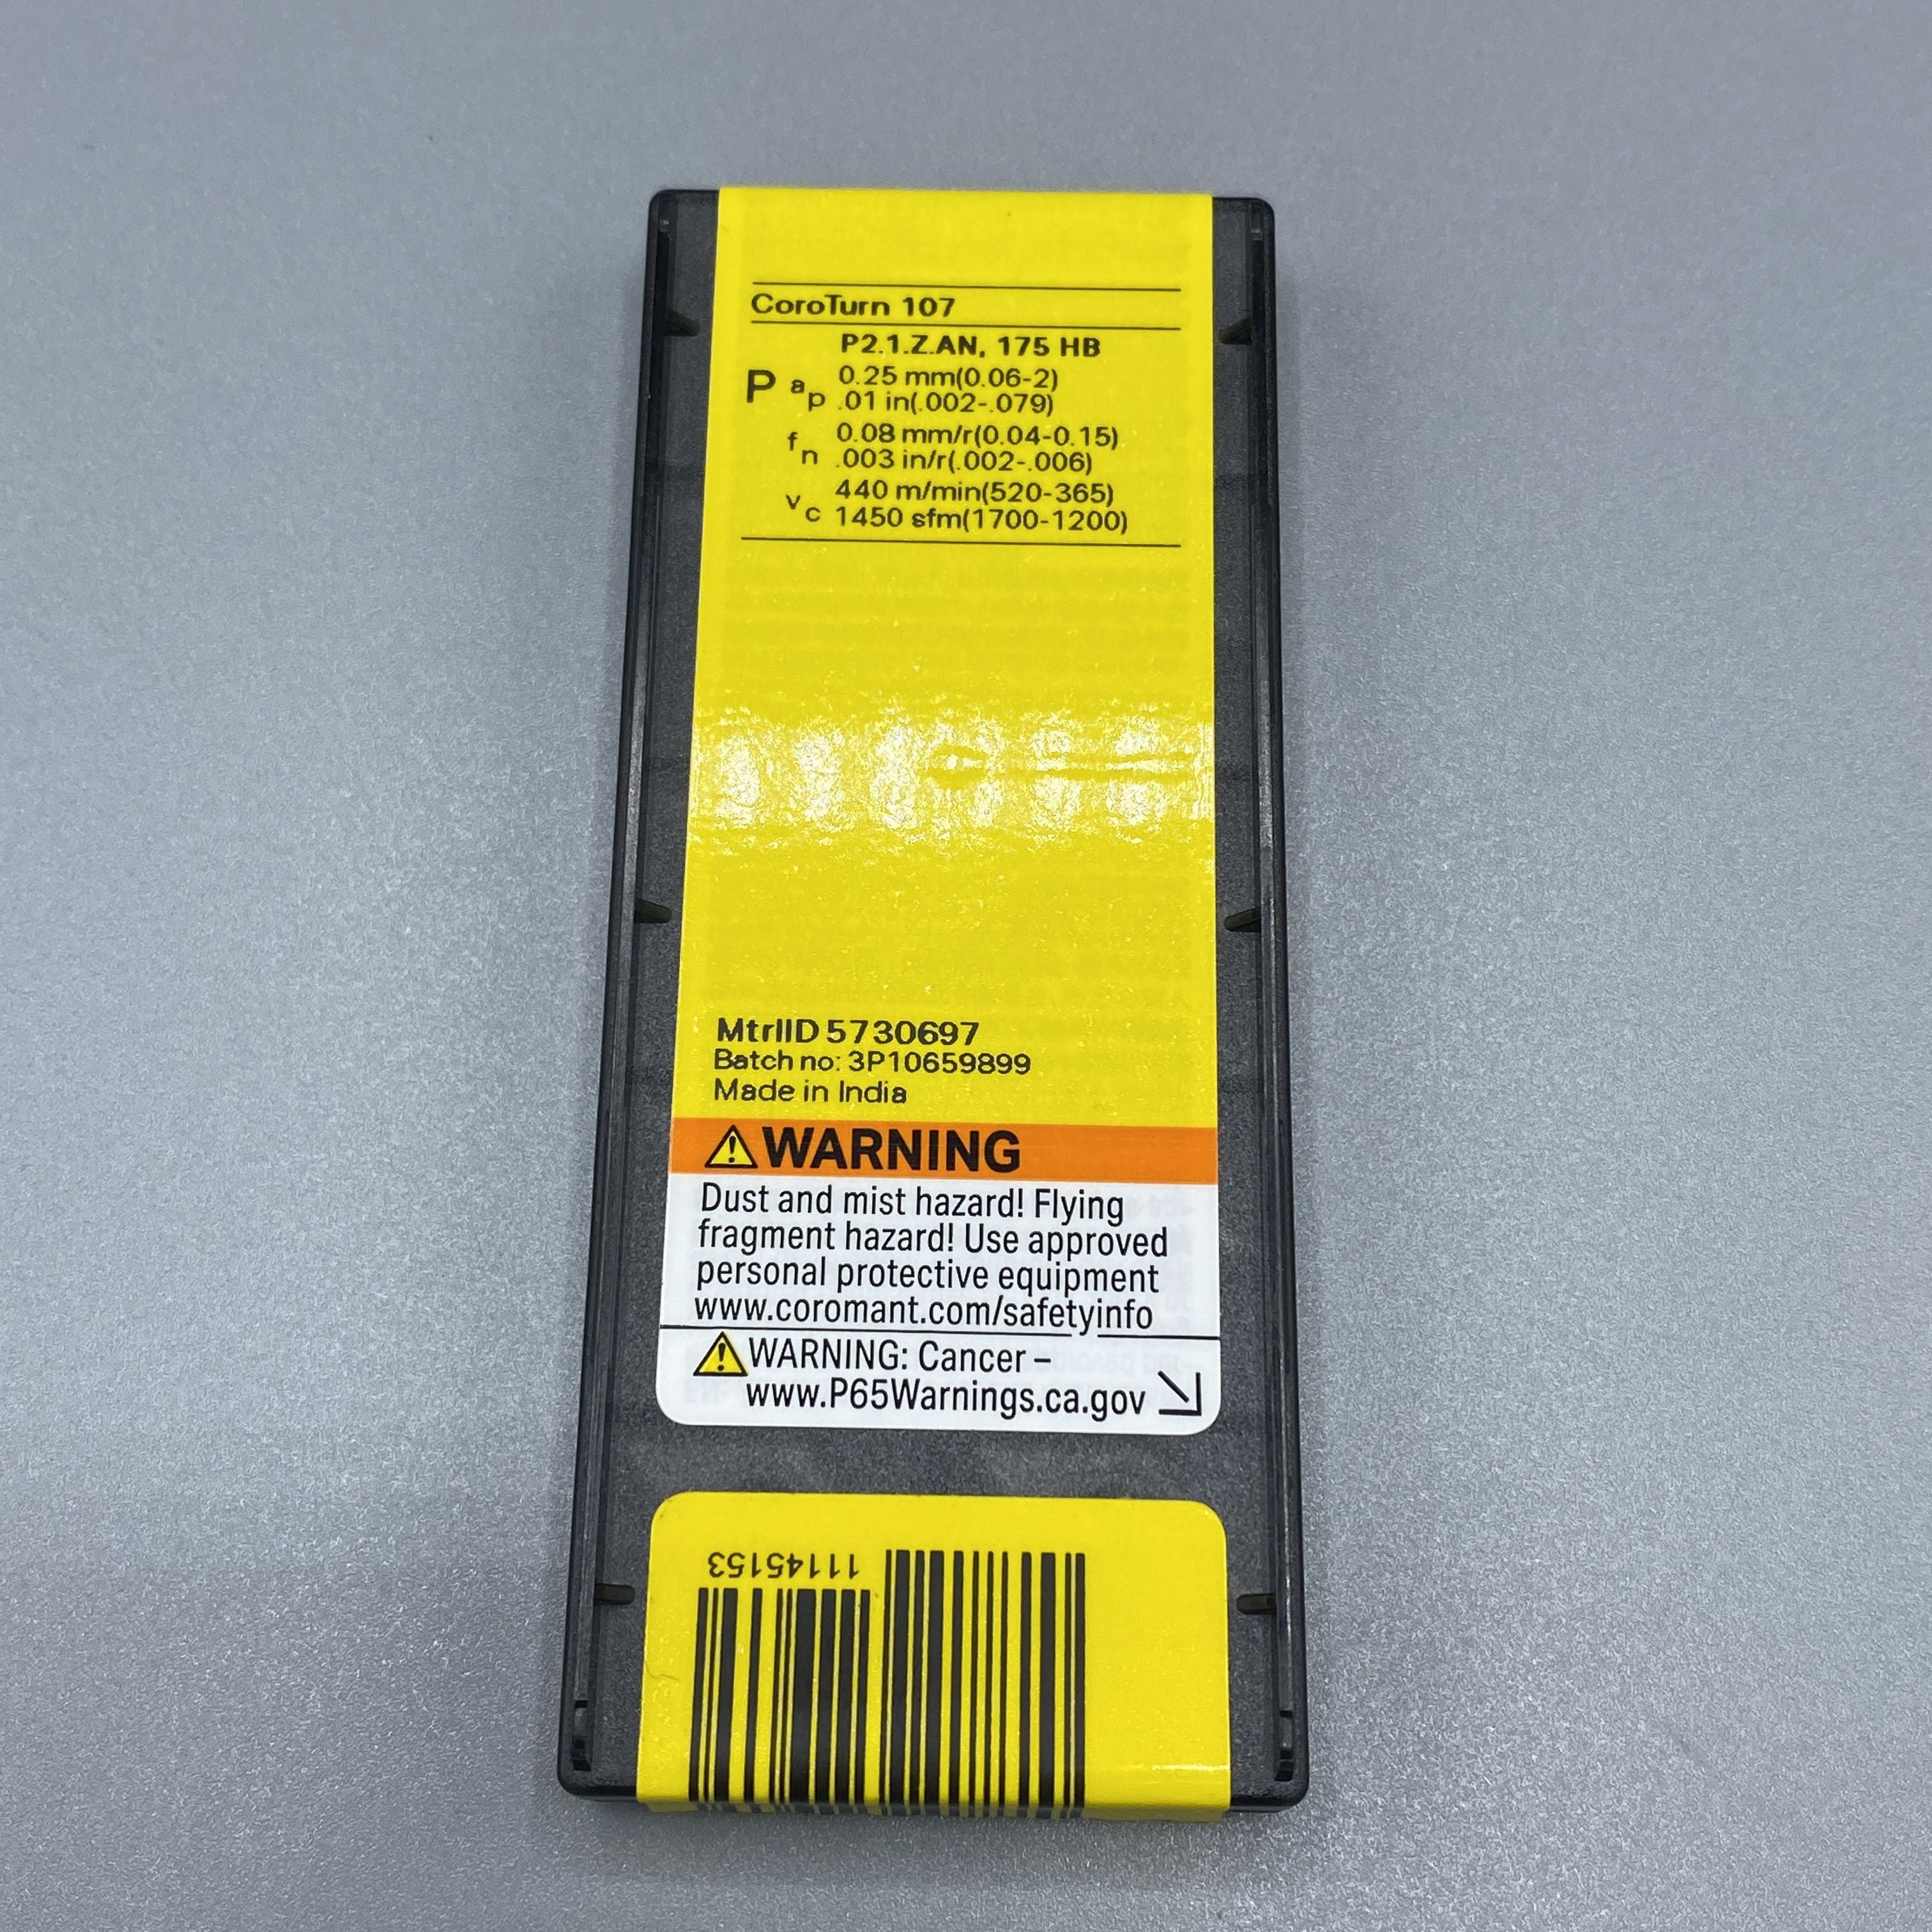 CoroTurn 107
P2.1.Z.AN, 175 HB
P ap 0.25 mm(0.06-2)
.01 in(.002-.079)
fn 0.08 mm/r(0.04-0.15)
.003 in/r(.002-.006)
vc 440 m/min(520-365)
1450 sfm(1700-1200)
MtrlID 5730697
Batch no: 3P10659899
Made in India
WARNING
Dust and mist hazard! Flying
fragment hazard! Use approved
personal protective equipment
www.coromant.com/safetyinfo
WARNING: Cancer –
www.P65Warnings.ca.gov
11145153